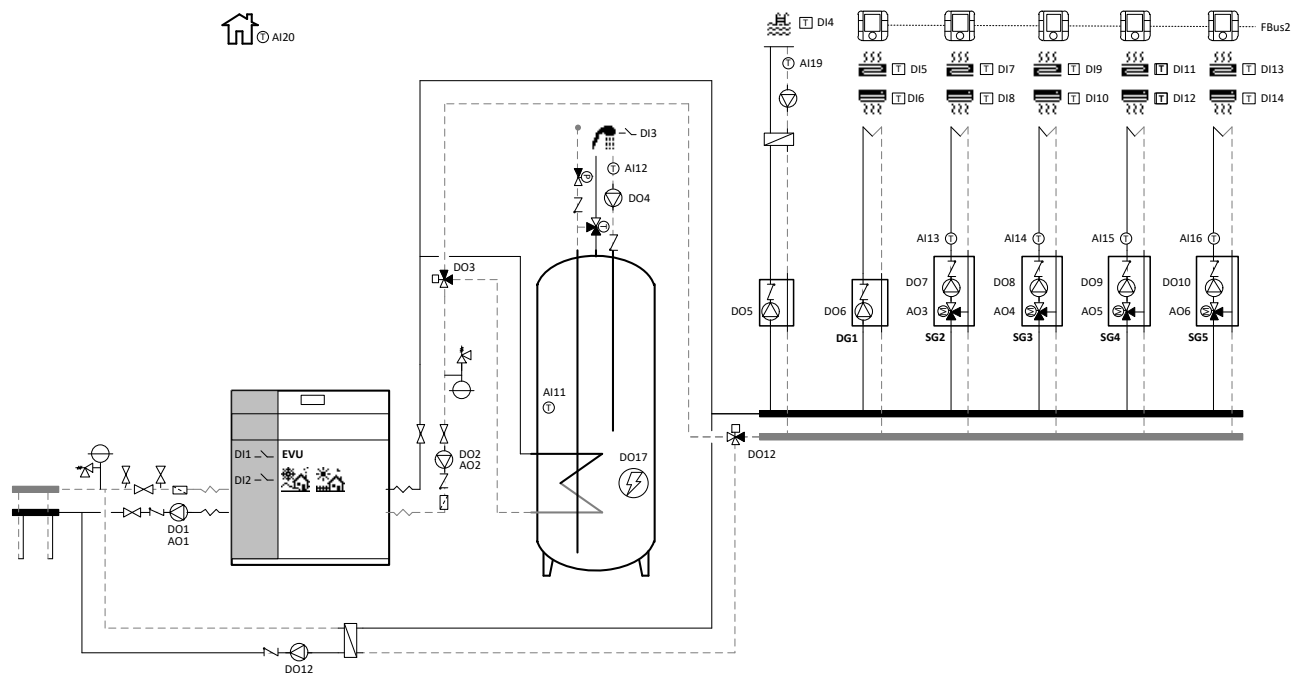 AI20
DI4
FBus2
AI19
DI5
DI7
DI9
DI11
DI13
DI6
DI8
DI10
DI12
DI14
DI3
AI12
DO4
AI13
AI14
AI15
AI16
DO3
DO5
DO6
DO7
DO8
DO9
DO10
AO3
AO4
AO5
AO6
DG1
SG2
SG3
SG4
SG5
AI11
DI1
EVU
DI2
DO2
AO2
DO17
DO12
DO1
AO1
DO12